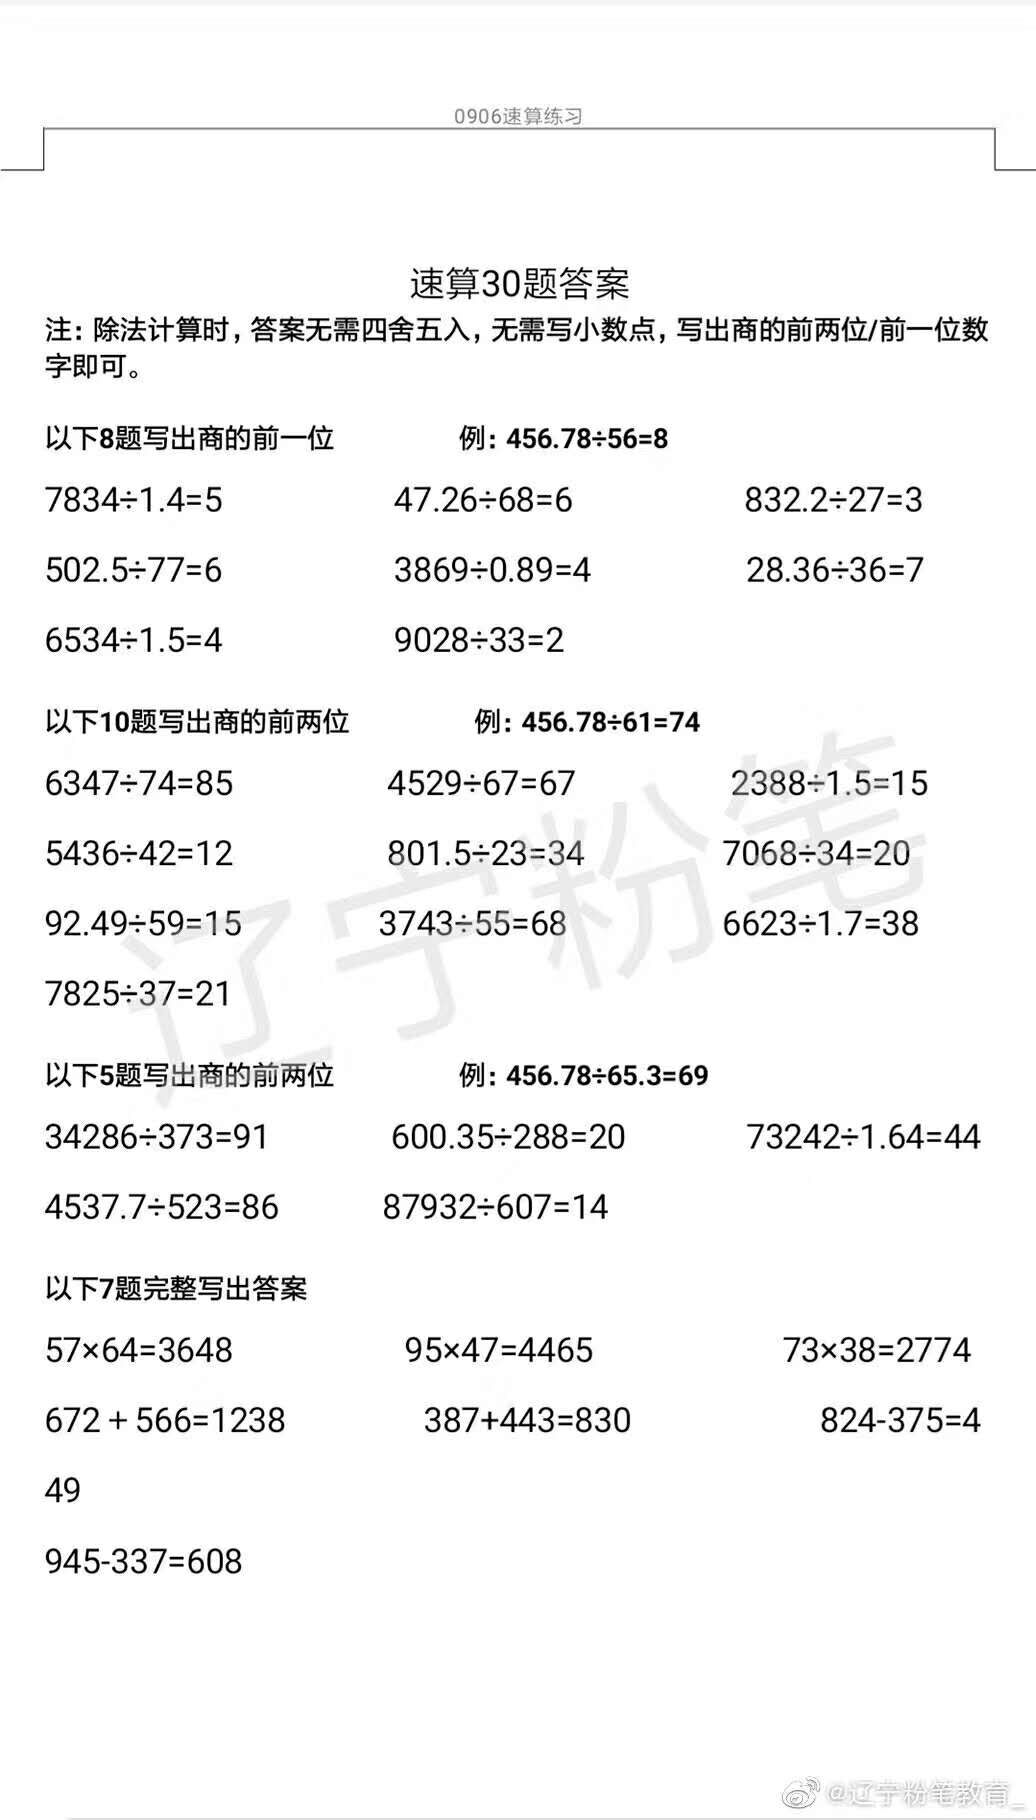 0906速算练习
速算30题答案
注：除法计算时，答案无需四舍五入，无需写小数点，写出商的前两位/前一位数
字即可。
以下8题写出商的前一位 例：456.78÷56=8
7834÷1.4=5 47.26÷68=6 832.2÷27=3
502.5÷77=6 3869÷0.89=4 28.36÷36=7
6534÷1.5=4 9028÷33=2
以下10题写出商的前两位 例：456.78÷61=74
6347÷74=85 4529÷67=67 2388÷1.5=15
5436÷42=12 801.5÷23=34 7068÷34=20
92.49÷59=15 3743÷55=68 6623÷1.7=38
7825÷37=21
辽宁粉笔
以下5题写出商的前两位 例：456.78÷65.3=69
34286÷373=91 600.35÷288=20 73242÷1.64=44
4537.7÷523=86 87932÷607=14
以下7题完整写出答案
57×64=3648 95×47=4465 73×38=2774
672＋566=1238 387+443=830 824-375=4
49
945-337=608
@辽宁粉笔教育_